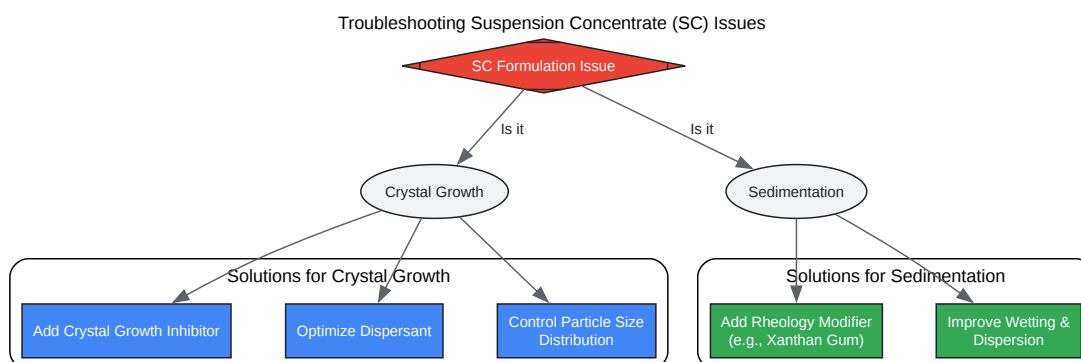 Troubleshooting Suspension Concentrate (SC) Issues
SC Formulation Issue
Is it
Is it
Crystal Growth
Sedimentation
Solutions for Crystal Growth
Solutions for Sedimentation
Add Crystal Growth Inhibitor
Optimize Dispersant
Control Particle Size
Distribution
Add Rheology Modifier
(e.g., Xanthan Gum)
Improve Wetting &
Dispersion